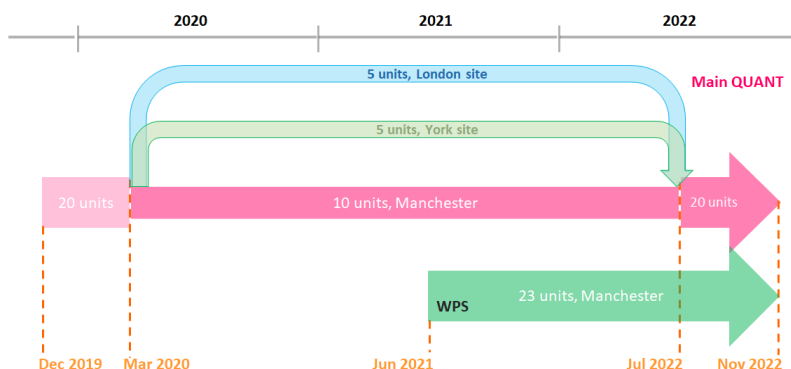 2020
2021
2022
5 units, London site
Main QUANT
5 units, York site
20 units
10 units, Manchester
20 units
23 units, Manchester
WPS
Dec 2019
Mar 2020
Jun 2021
Jul 2022
Nov 2022